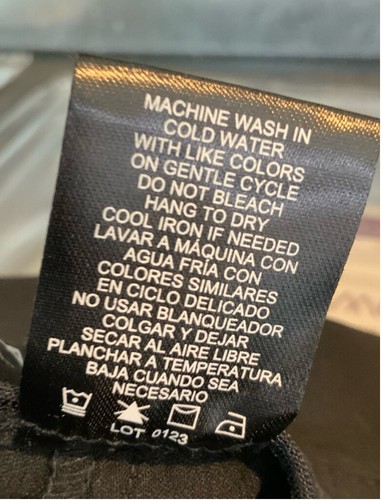 MACHINE WASH IN
COLD WATER
WITH LIKE COLORS
ON GENTLE CYCLE
DO NOT BLEACH
HANG TO DRY
COOL IRON IF NEEDED
LAVAR A MÁQUINA CON
AGUA FRÍA CON
COLORES SIMILARES
EN CICLO DELICADO
NO USAR BLANQUEADOR
COLGAR Y DEJAR
SECAR AL AIRE LIBRE
PLANCHAR A TEMPERATURA
BAJA CUANDO SEA
NECESARIO
LOT 0123